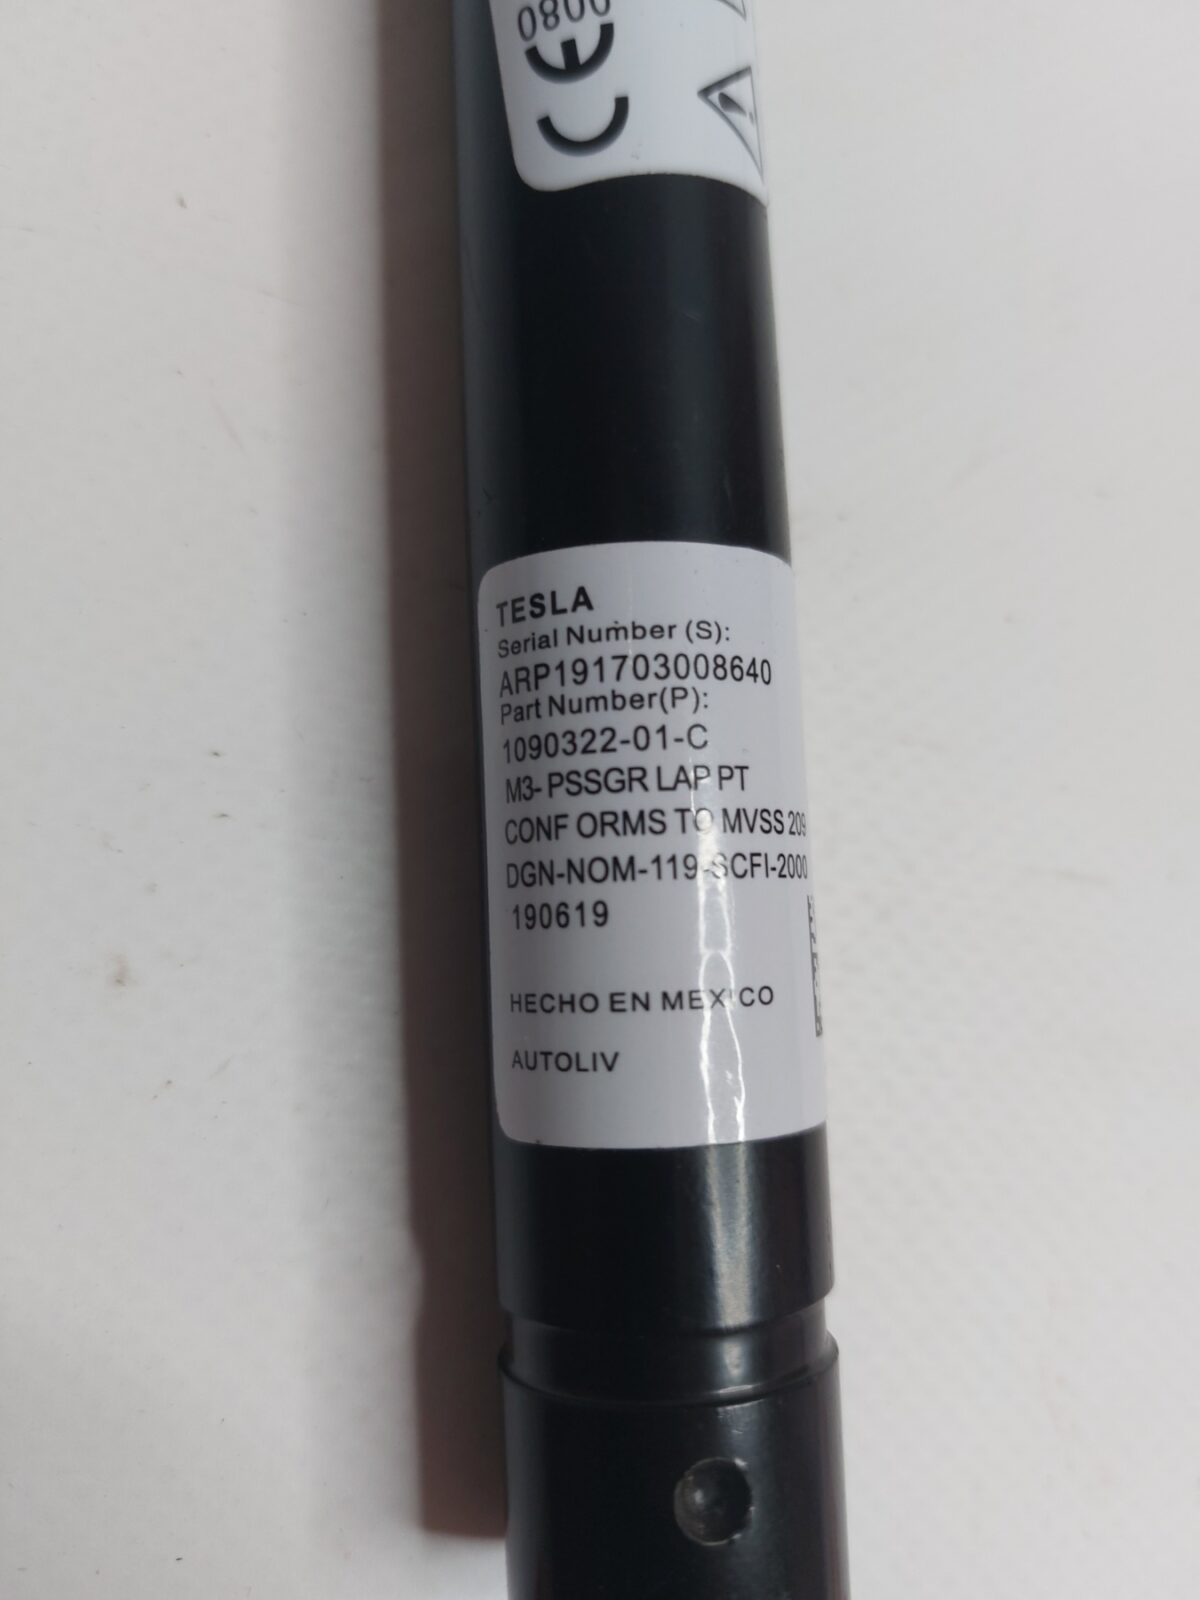 0080
CE
TESLA
Serial Number (S):
ARP191703008640
Part Number(P):
1090322-01-C
M3- PSSGR LAP PT
CONF ORMS TO MVSS 209
DGN-NOM-119-SCFI-2000
190619
HECHO EN MEXICO
AUTOLIV